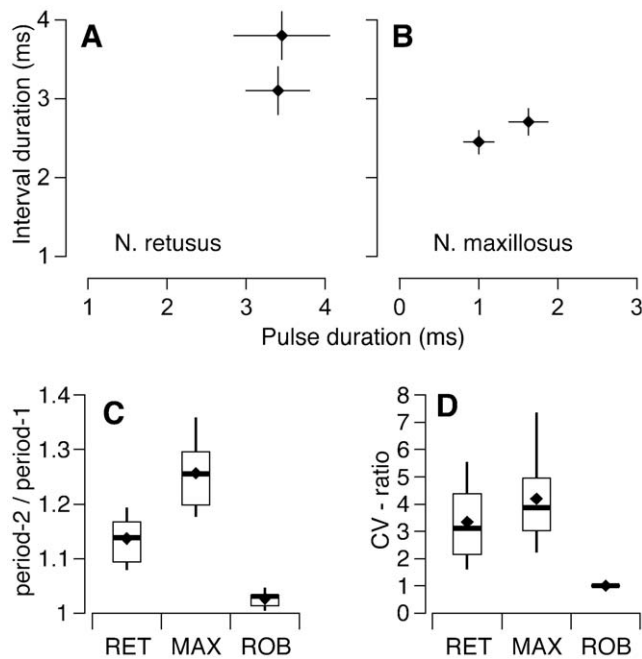 A
B
Interval duration (ms)
4
3
2
1
N. retusus
N. maxillosus
1 2 3 4
0 1 2 3
Pulse duration (ms)
C
D
period-2 / period-1
1.4
1.3
1.2
1.1
1
RET MAX ROB
CV - ratio
8
7
6
5
4
3
2
1
0
RET MAX ROB